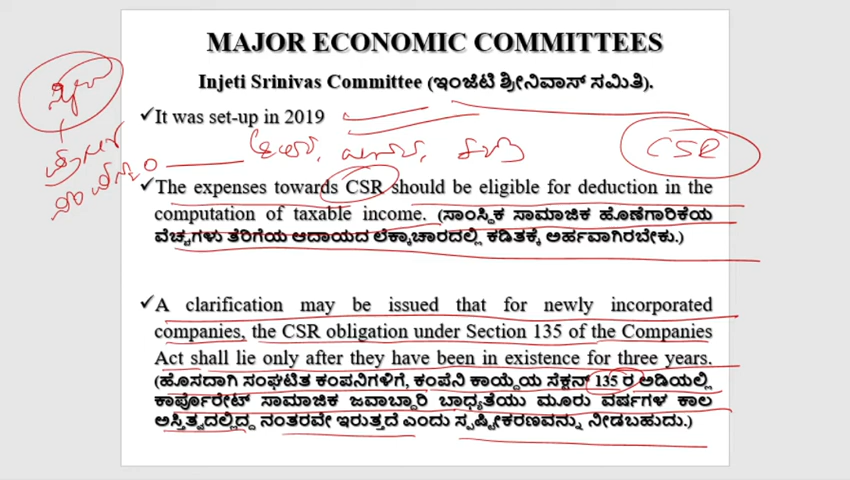 MAJOR ECONOMIC COMMITTEES
Injeti Srinivas Committee (ಇಂಜೆಟಿ ಶ್ರೀನಿವಾಸ್ ಸಮಿತಿ).
✓It was set-up in 2019
CSR
✓The expenses towards CSR should be eligible for deduction in the
computation of taxable income. (ಸಾಂಸ್ಥಿಕ ಸಾಮಾಜಿಕ ಹೊಣೆಗಾರಿಕೆಯ
ವೆಚ್ಚಗಳು ತೆರಿಗೆಯ ಆದಾಯದ ಲೆಕ್ಕಾಚಾರದಲ್ಲಿ ಕಡಿತಕ್ಕೆ ಅರ್ಹವಾಗಿರಬೇಕು.)
✓A clarification may be issued that for newly incorporated
companies, the CSR obligation under Section 135 of the Companies
Act shall lie only after they have been in existence for three years.
(ಹೊಸದಾಗಿ ಸಂಘಟಿತ ಕಂಪನಿಗಳಿಗೆ, ಕಂಪೆನಿ ಕಾಯ್ದೆಯ ಸೆಕ್ಷನ್ 135 ರ ಅಡಿಯಲ್ಲಿ
ಕಾರ್ಪೊರೇಟ್ ಸಾಮಾಜಿಕ ಜವಾಬ್ದಾರಿ ಬಾಧ್ಯತೆಯು ಮೂರು ವರ್ಷಗಳ ಕಾಲ
ಅಸ್ತಿತ್ವದಲ್ಲಿದ್ದ ನಂತರವೇ ಇರುತ್ತದೆ ಎಂದು ಸ್ಪಷ್ಟೀಕರಣವನ್ನು ನೀಡಬಹುದು.)